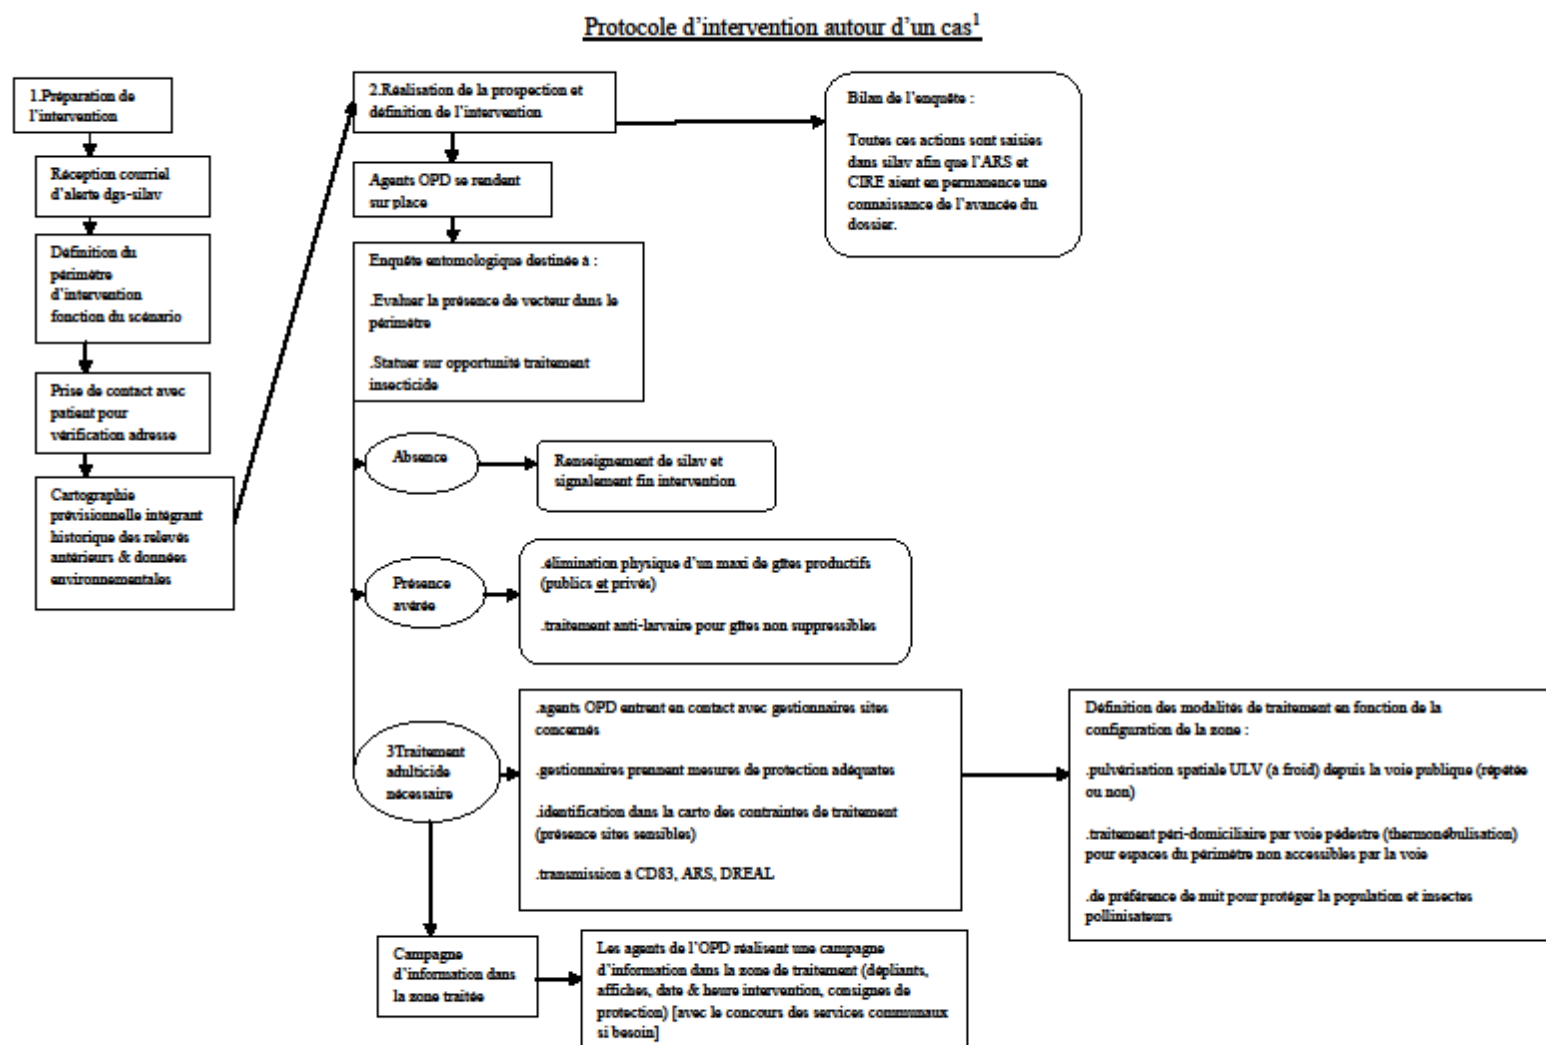 Protocole d'intervention autour d'un cas1
1.Préparation de
l'intervention
Réception courriel
d'alerte dgs-silav
Définition du
périmètre
d'intervention
fonction du scénario
Prise de contact avec
patient pour
vérification adresse
Cartographie
prévisionnelle intégrant
historique des relevés
antérieurs & données
environnementales
2.Réalisation de la prospection et
définition de l'intervention
Agents OPD se rendent
sur place
Enquête entomologique destinée à :
.Evaluer la présence de vecteur dans le
périmètre
.Statuer sur opportunité traitement
insecticide
Bilan de l'enquête :
Toutes ces actions sont saisies
dans silav afin que l'ARS et
CIRE aient en permanence une
connaissance de l'avancée du
dossier.
Absence
Renseignement de silav et
signalement fin intervention
Présence
avérée
.élimination physique d'un maxi de gîtes productifs
(publics et privés)
.traitement anti-larvaire pour gîtes non suppressibles
3Traitement
adulticide
nécessaire
.agents OPD entrent en contact avec gestionnaires sites
concernés
.gestionnaires prennent mesures de protection adéquates
.identification dans la carto des contraintes de traitement
(présence sites sensibles)
.transmission à CD83, ARS, DREAL
Définition des modalités de traitement en fonction de la
configuration de la zone :
.pulvérisation spatiale ULV (à froid) depuis la voie publique (répétée
ou non)
.traitement péri-domiciliaire par voie pédestre (thermonébulisation)
pour espaces du périmètre non accessibles par la voie
.de préférence de nuit pour protéger la population et insectes
pollinisateurs
Campagne
d'information dans
la zone traitée
Les agents de l'OPD réalisent une campagne
d'information dans la zone de traitement (dépliants,
affiches, date & heure intervention, consignes de
protection) [avec le concours des services communaux
si besoin]